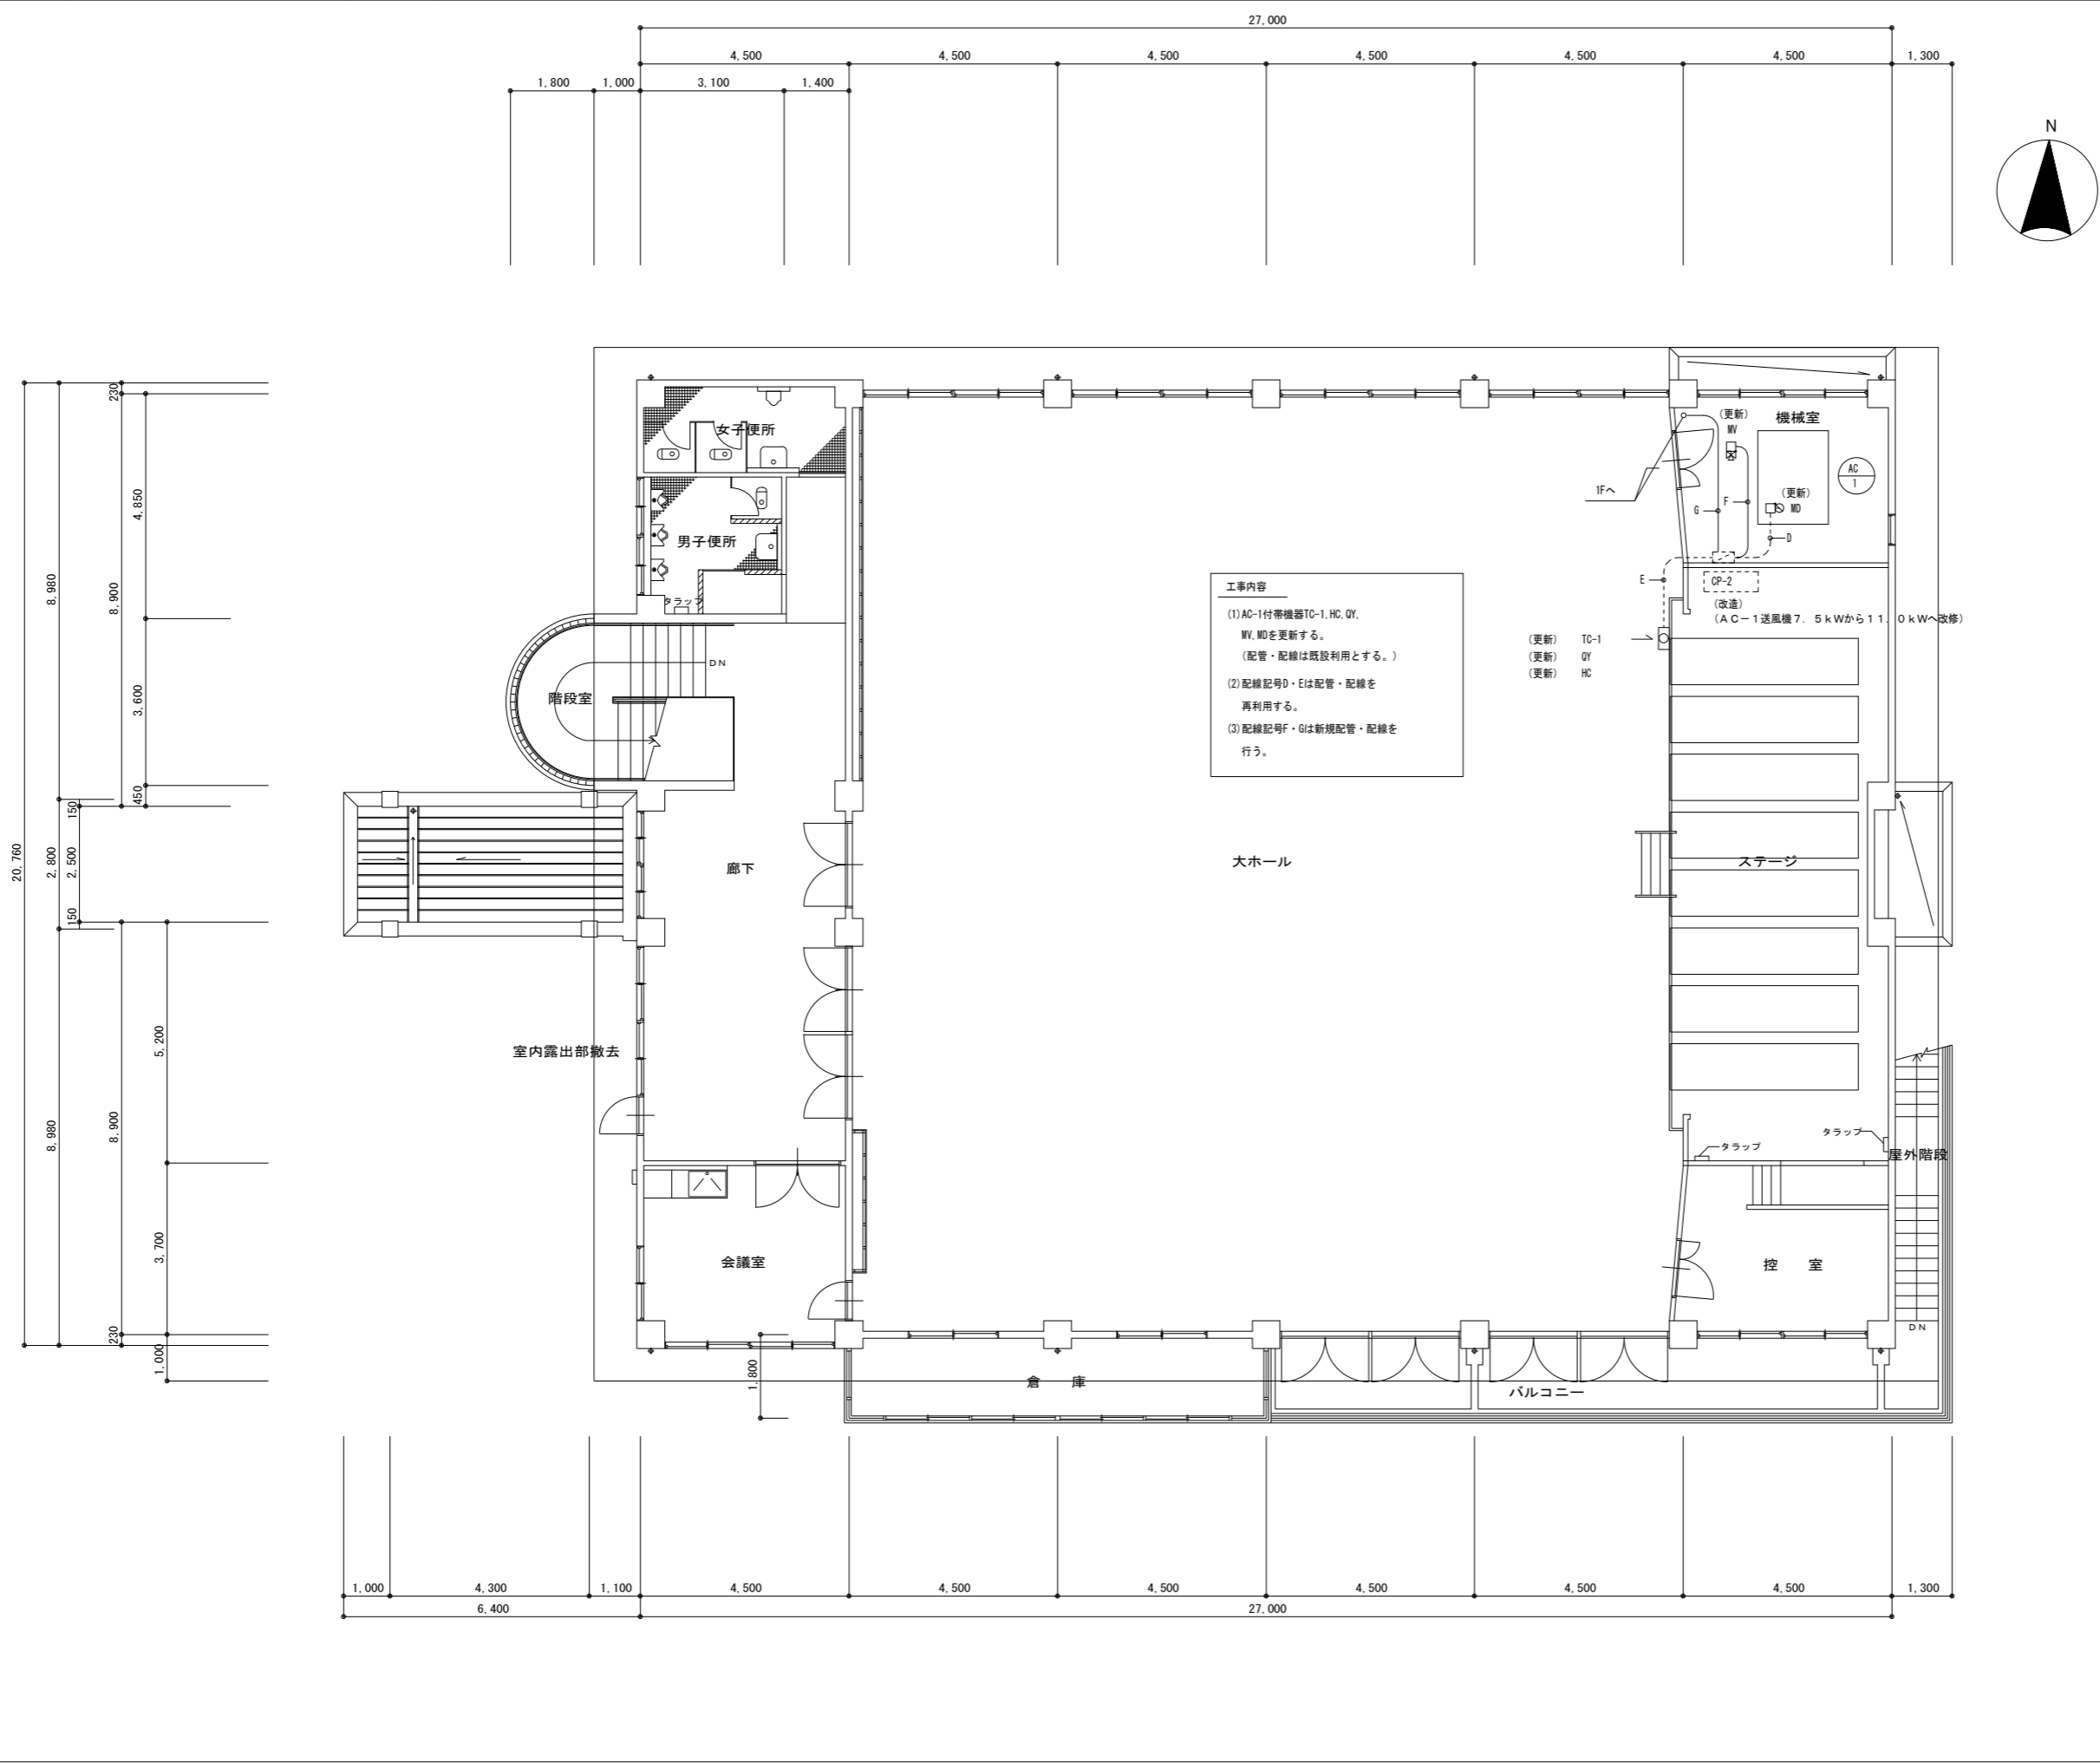 27,000
4,500
4,500
4,500
4,500
4,500
4,500
1,300
1,800
1,000
3,100
1,400
N
230
4,850
8,980
8,900
3,600
450
150
20,760
2,800
2,500
150
5,200
8,980
8,900
3,700
230
1,000
女子便所
男子便所
タラップ
DN
階段室
廊下
室内露出部撤去
会議室
1,800
倉 庫
バルコニー
大ホール
工事内容
(1)AC-1付帯機器TC-1,HC,QY,
MV,MDを更新する。
(配管・配線は既設利用とする。)
(2)配線記号D・Eは配管・配線を
再利用する。
(3)配線記号F・Gは新規配管・配線を
行う。
(更新)
MV
機械室
AC
1
(更新)
MD
1Fへ
F
G
D
E
CP-2
(改造)
(AC-1送風機7.5kWから11.0kWへ改修)
(更新) TC-1
(更新) QY
(更新) HC
ステージ
タラップ
タラップ
屋外階段
控 室
DN
1,000
4,300
1,100
4,500
4,500
4,500
4,500
4,500
4,500
1,300
6,400
27,000